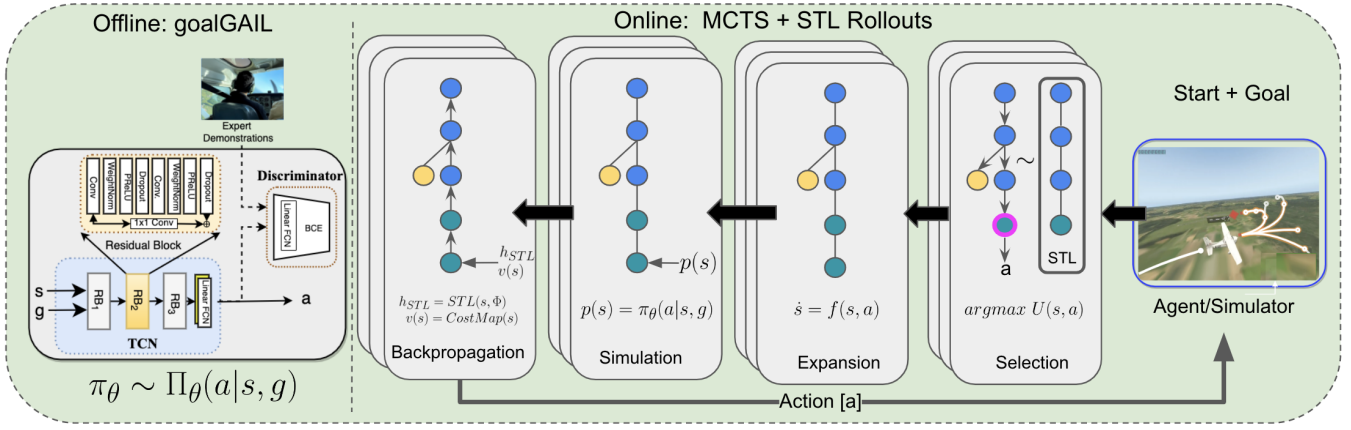 Offline: goalGAIL
Online: MCTS + STL Rollouts
Expert
Demonstrations
Conv
WeightNorm
PReLU
Dropout
Conv.
WeightNorm
PReLU
Dropout
1x1 Conv
Residual Block
Discriminator
Linear FCN
BCE
s
g
RB1
RB2
RB3
Linear FCN
a
TCN
πθ ∼ Πθ(a|s, g)
hSTL
v(s)
hSTL = STL(s, Φ)
v(s) = CostMap(s)
Backpropagation
p(s)
p(s) = πθ(a|s, g)
Simulation
ṡ = f(s, a)
Expansion
~
STL
a
argmax U(s, a)
Selection
Start + Goal
Agent/Simulator
Action [a]